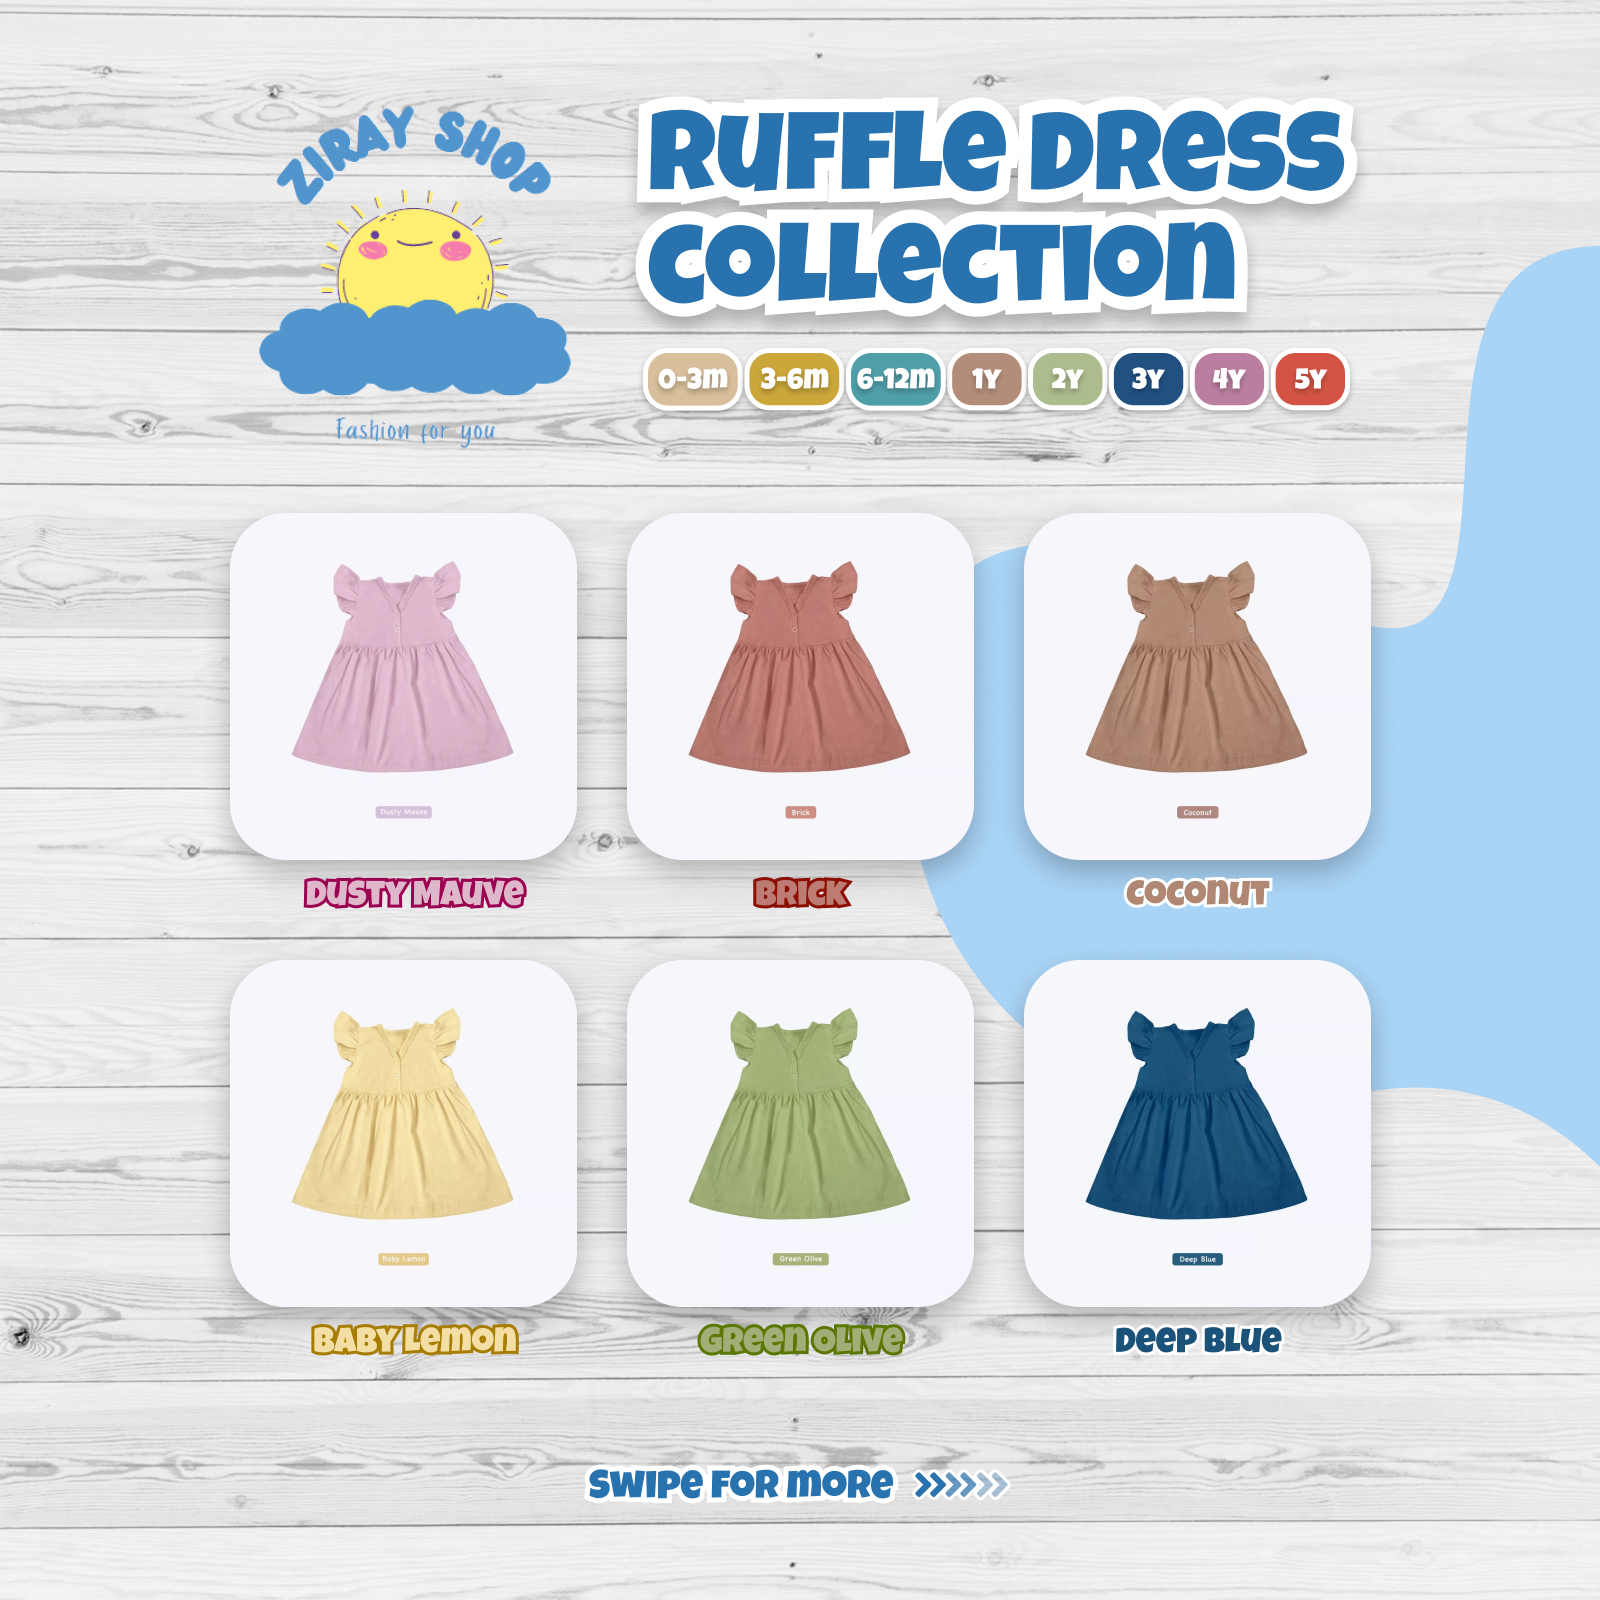 ZIRAY SHOP
Fashion for you
RUFFLE DRESS
COLLECTION
0-3M 3-6M 6-12M 1Y 2Y 3Y 4Y 5Y
Dusty Mauve
Brick
Coconut
DUSTY MAUVE
BRICK
COCONUT
Baby Lemon
Green Olive
Deep Blue
BABY LEMON
GREEN OLIVE
DEEP BLUE
SWIPE FOR MORE